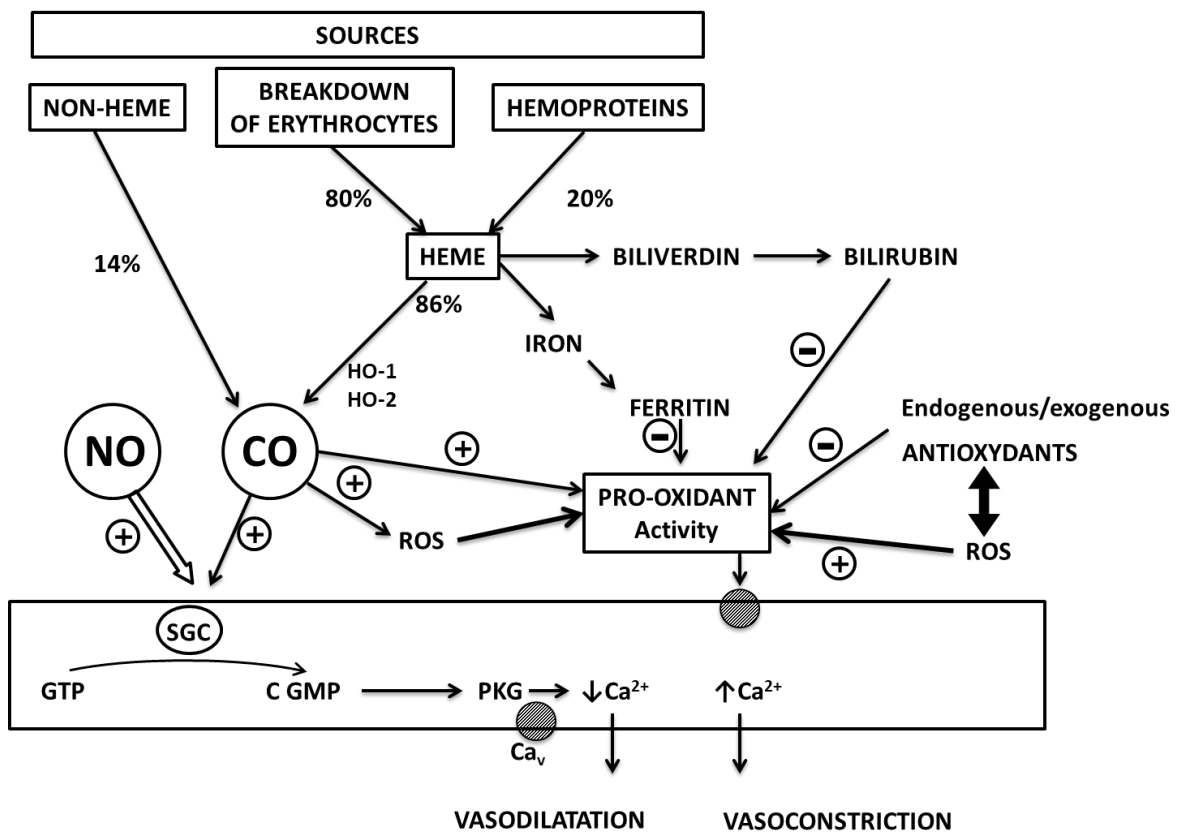 SOURCES
NON-HEME
BREAKDOWN
OF ERYTHROCYTES
HEMOPROTEINS
80%
20%
14%
HEME
BILIVERDIN
BILIRUBIN
86%
IRON
HO-1
HO-2
FERRITIN
Endogenous/exogenous
ANTIOXYDANTS
NO
CO
PRO-OXIDANT
Activity
ROS
ROS
SGC
GTP
C GMP
PKG
↓Ca²⁺
↑Ca²⁺
Caᵥ
VASODILATATION
VASOCONSTRICTION